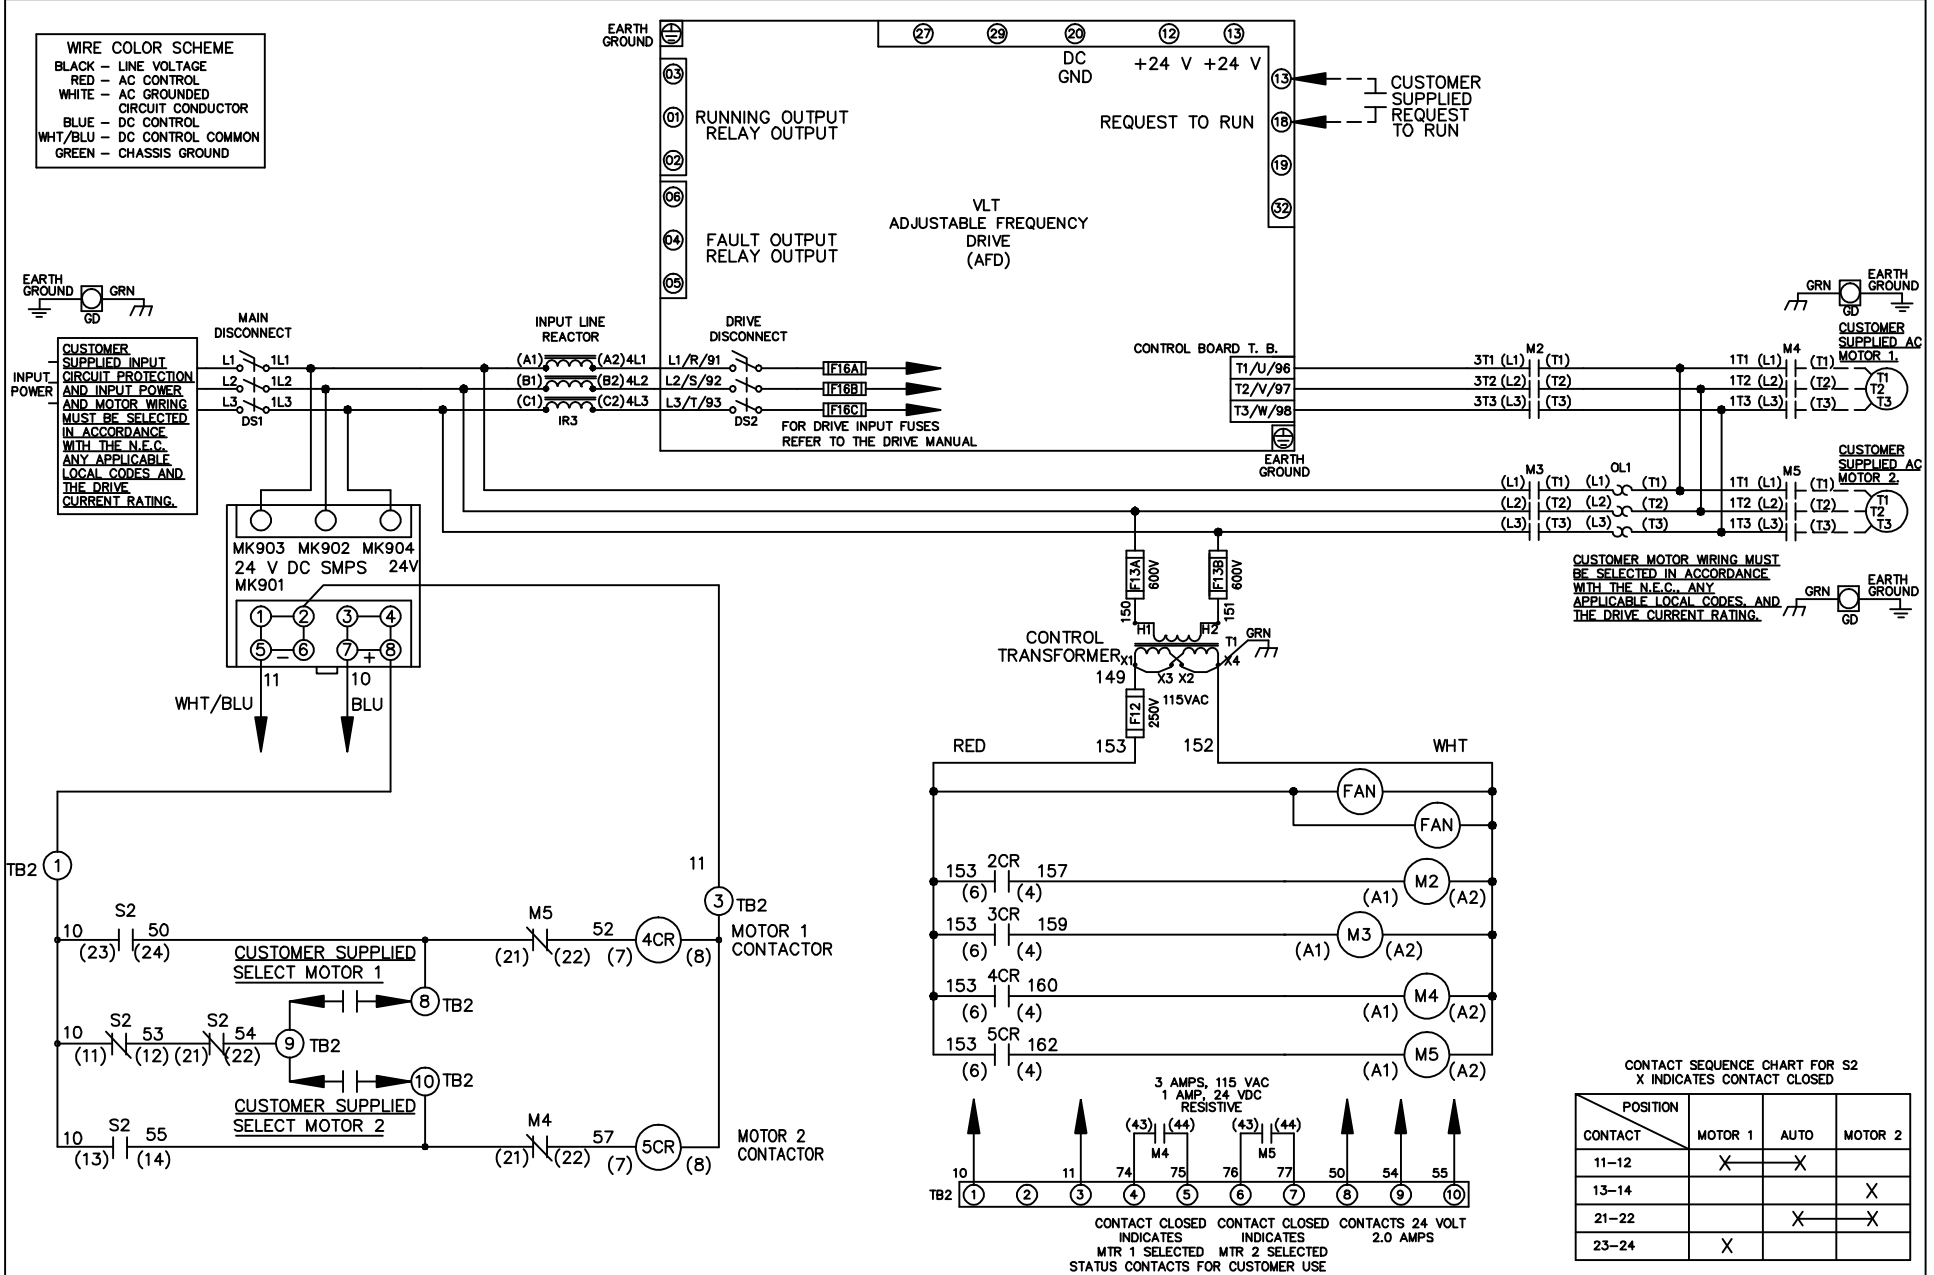 WIRE COLOR SCHEME
BLACK – LINE VOLTAGE
RED – AC CONTROL
WHITE – AC GROUNDED
CIRCUIT CONDUCTOR
BLUE – DC CONTROL
WHT/BLU – DC CONTROL COMMON
GREEN – CHASSIS GROUND
EARTH
GROUND
27 29 20 12 13
DC
GND
+24 V +24 V
03
01
02
RUNNING OUTPUT
RELAY OUTPUT
06
04
05
FAULT OUTPUT
RELAY OUTPUT
VLT
ADJUSTABLE FREQUENCY
DRIVE
(AFD)
REQUEST TO RUN
13
18
19
32
CUSTOMER
SUPPLIED
REQUEST
TO RUN
EARTH
GROUND
GRN
GD
INPUT
POWER
CUSTOMER
SUPPLIED INPUT
CIRCUIT PROTECTION
AND INPUT POWER
AND MOTOR WIRING
MUST BE SELECTED
IN ACCORDANCE
WITH THE N.E.C.
ANY APPLICABLE
LOCAL CODES AND
THE DRIVE
CURRENT RATING.
MAIN
DISCONNECT
L1 1L1
L2 1L2
L3 1L3
DS1
INPUT LINE
REACTOR
(A1) (A2) 4L1
(B1) (B2) 4L2
(C1) (C2) 4L3
IR3
DRIVE
DISCONNECT
L1/R/91
L2/S/92
L3/T/93
DS2
F16A
F16B
F16C
FOR DRIVE INPUT FUSES
REFER TO THE DRIVE MANUAL
CONTROL BOARD T. B.
T1/U/96
T2/V/97
T3/W/98
EARTH
GROUND
M2
3T1 (L1) (T1)
3T2 (L2) (T2)
3T3 (L3) (T3)
M4
1T1 (L1) (T1)
1T2 (L2) (T2)
1T3 (L3) (T3)
GRN
EARTH
GROUND
GD
CUSTOMER
SUPPLIED AC
MOTOR 1.
T1
T2
T3
M3
(L1) (T1)
(L2) (T2)
(L3) (T3)
OL1
(L1) (T1)
(L2) (T2)
(L3) (T3)
M5
1T1 (L1) (T1)
1T2 (L2) (T2)
1T3 (L3) (T3)
CUSTOMER
SUPPLIED AC
MOTOR 2.
T1
T2
T3
CUSTOMER MOTOR WIRING MUST
BE SELECTED IN ACCORDANCE
WITH THE N.E.C., ANY
APPLICABLE LOCAL CODES, AND
THE DRIVE CURRENT RATING.
GRN
EARTH
GROUND
GD
MK903 MK902 MK904
24 V DC SMPS 24V
MK901
1 2 3 4
5 – 6 7 + 8
11 10
WHT/BLU BLU
F13A
600V
F13B
600V
150 151
H1 H2
T1
GRN
CONTROL
TRANSFORMER
X1 X3 X2 X4
149
F12
250V
115VAC
153 152
RED WHT
FAN
FAN
153 2CR 157
(6) (4)
(A1) M2 (A2)
153 3CR 159
(6) (4)
(A1) M3 (A2)
153 4CR 160
(6) (4)
(A1) M4 (A2)
153 5CR 162
(6) (4)
(A1) M5 (A2)
TB2 1
11
3 TB2
10 S2 50
(23) (24)
M5
(21) (22)
52
(7) 4CR (8)
MOTOR 1
CONTACTOR
CUSTOMER SUPPLIED
SELECT MOTOR 1
8 TB2
10 S2 53 S2 54
(11) (12) (21) (22)
9 TB2
10 TB2
CUSTOMER SUPPLIED
SELECT MOTOR 2
10 S2 55
(13) (14)
M4
(21) (22)
57
(7) 5CR (8)
MOTOR 2
CONTACTOR
3 AMPS, 115 VAC
1 AMP, 24 VDC
RESISTIVE
(43) (44)
M4
(43) (44)
M5
10 11 74 75 76 77 50 54 55
TB2 1 2 3 4 5 6 7 8 9 10
CONTACT CLOSED
INDICATES
MTR 1 SELECTED
CONTACT CLOSED
INDICATES
MTR 2 SELECTED
STATUS CONTACTS FOR CUSTOMER USE
CONTACTS 24 VOLT
2.0 AMPS
CONTACT SEQUENCE CHART FOR S2
X INDICATES CONTACT CLOSED
POSITION
CONTACT MOTOR 1 AUTO MOTOR 2
11–12 X X
13–14 X
21–22 X X
23–24 X